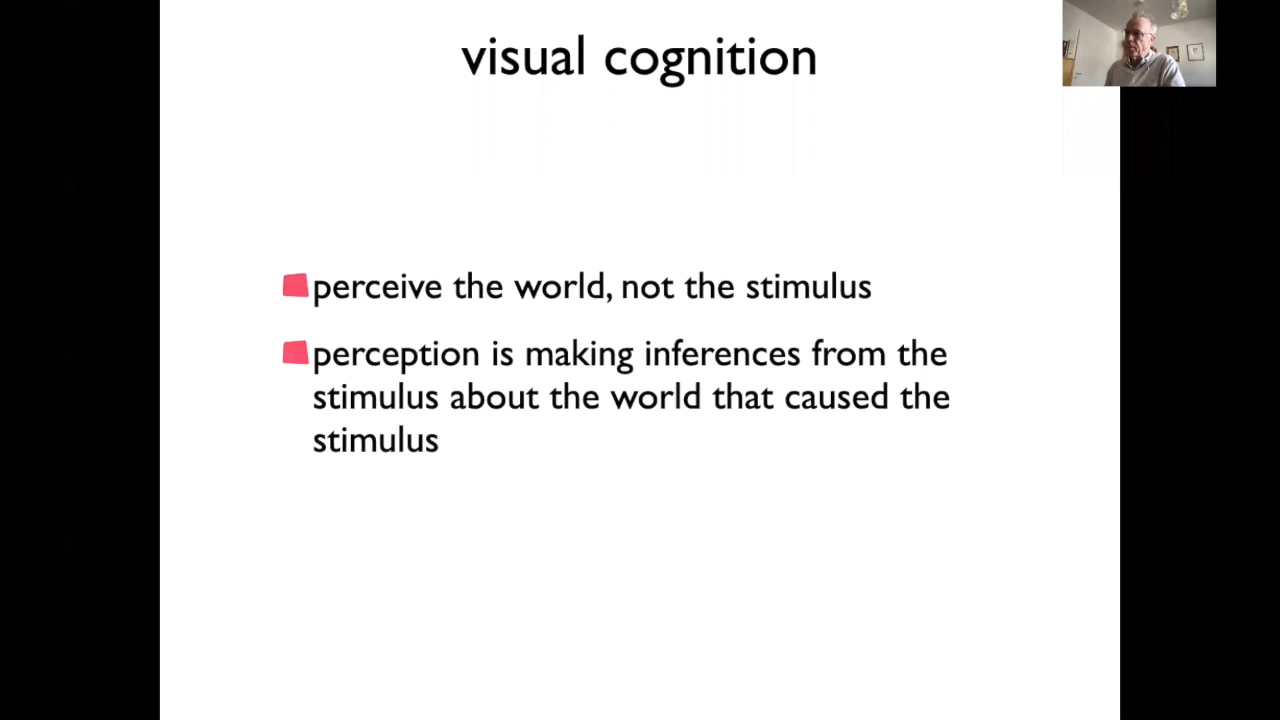 visual cognition
perceive the world, not the stimulus
perception is making inferences from the
stimulus about the world that caused the
stimulus